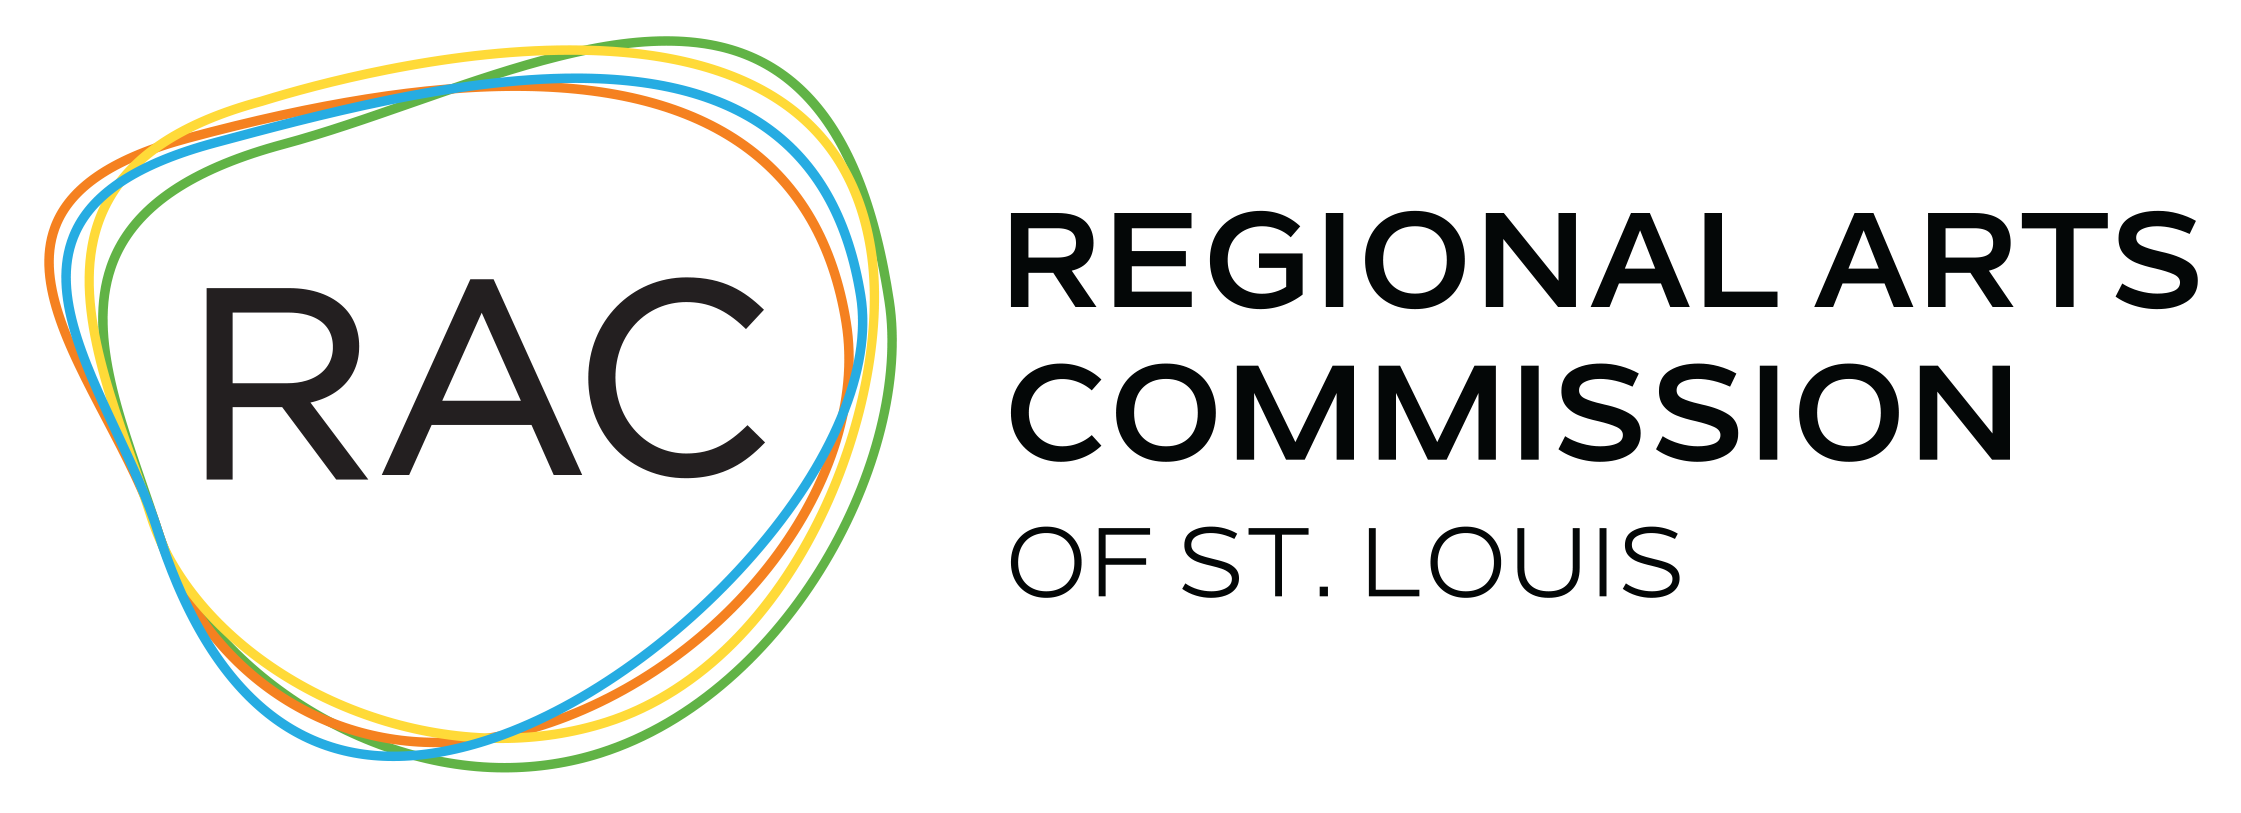 RAC
REGIONAL ARTS
COMMISSION
OF ST. LOUIS